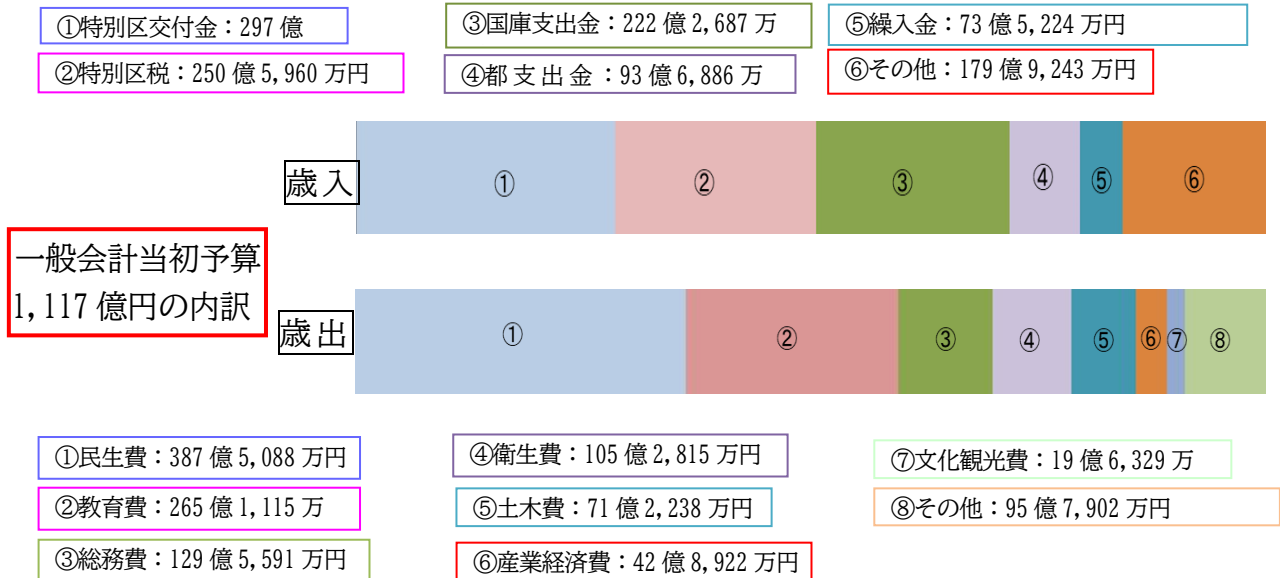 ①特別区交付金：297億
③国庫支出金：222億2,687万
⑤繰入金：73億5,224万円
②特別区税：250億5,960万円
④都支出金：93億6,886万
⑥その他：179億9,243万円
歳入
① ② ③ ④ ⑤ ⑥
一般会計当初予算
1,117億円の内訳
歳出
① ② ③ ④ ⑤ ⑥ ⑦ ⑧
①民生費：387億5,088万円
④衛生費：105億2,815万円
⑦文化観光費：19億6,329万
②教育費：265億1,115万
⑤土木費：71億2,238万円
⑧その他：95億7,902万円
③総務費：129億5,591万円
⑥産業経済費：42億8,922万円